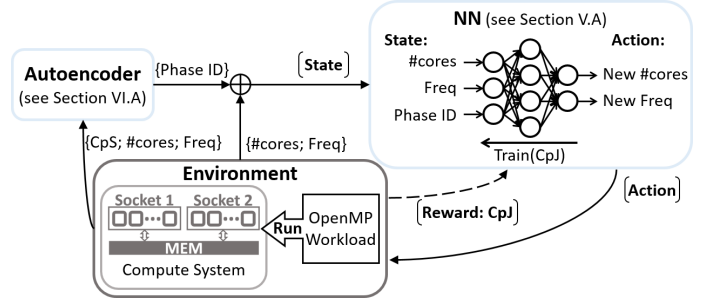 NN (see Section V.A)
State:
Action:
#cores
Freq
Phase ID
New #cores
New Freq
Train(CpJ)
Autoencoder
(see Section VI.A)
{Phase ID}
[State]
{CpS; #cores; Freq}
{#cores; Freq}
Environment
Socket 1
Socket 2
MEM
Compute System
Run
OpenMP
Workload
[Reward: CpJ]
[Action]